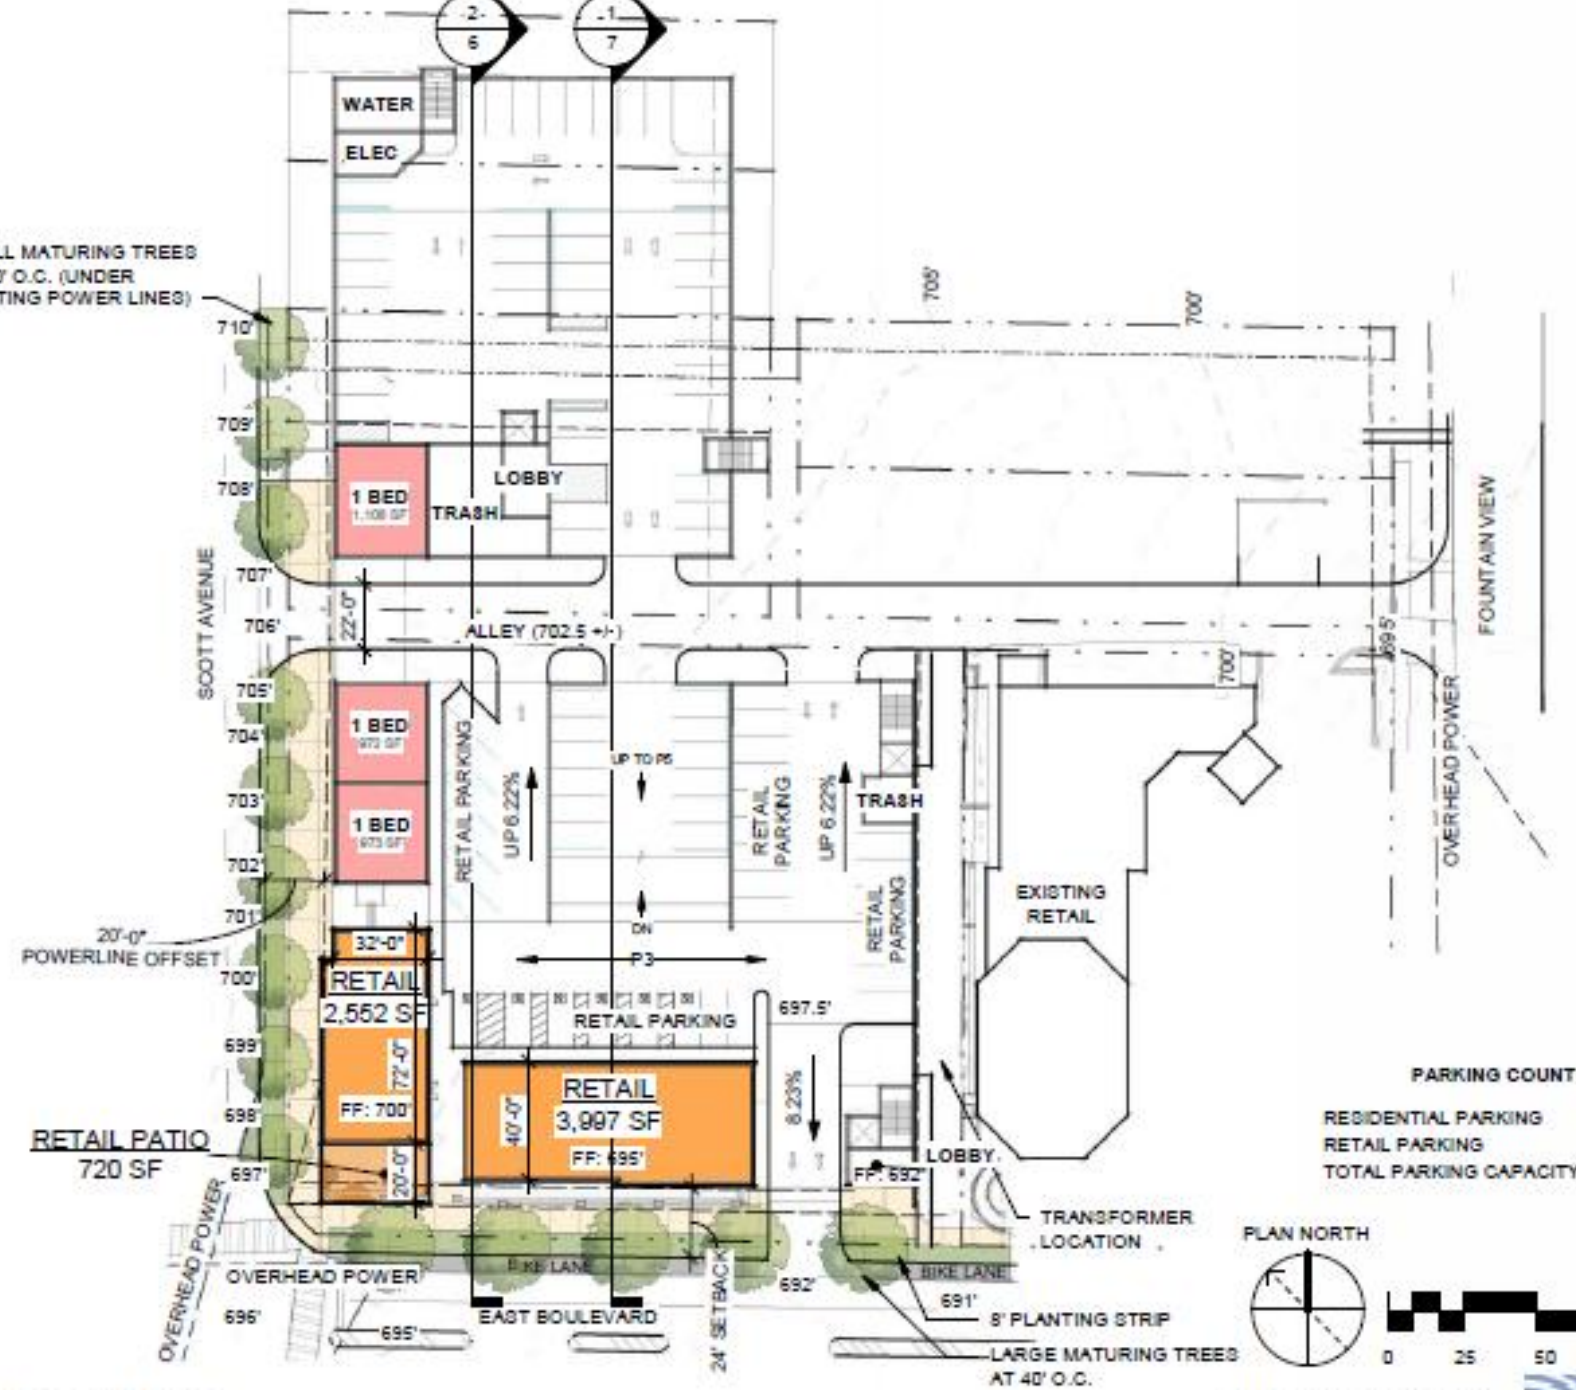 -2-
6
-1-
7
WATER
ELEC
LL MATURING TREES
0' O.C. (UNDER
TING POWER LINES)
710'
709'
708'
707'
706'
705'
704'
703'
702'
701'
700'
699'
698'
697'
696'
695'
705'
700'
LOBBY
1 BED
TRASH
SCOTT AVENUE
22'-0"
ALLEY (702.5 +/-)
FOUNTAIN VIEW
700'
OVERHEAD POWER
1 BED
972 SF
1 BED
973 SF
RETAIL PARKING
UP 6.22%
UP TO P5
RETAIL
PARKING
UP 6.22%
TRASH
RETAIL
PARKING
EXISTING
RETAIL
DN
P3
20'-0"
POWERLINE OFFSET
32'-0"
RETAIL
2,552 SF
72'-0"
FF: 700'
RETAIL PARKING
697.5'
RETAIL
3,997 SF
FF: 695'
40'-0"
8.23%
RETAIL PATIO
720 SF
20'-0"
LOBBY
FF: 692'
PARKING COUNT
RESIDENTIAL PARKING
RETAIL PARKING
TOTAL PARKING CAPACITY
TRANSFORMER
LOCATION
PLAN NORTH
OVERHEAD POWER
OVERHEAD POWER
BIKE LANE
BIKE LANE
692'
691'
EAST BOULEVARD
24' SETBACK
8' PLANTING STRIP
LARGE MATURING TREES
AT 40' O.C.
0 25 50